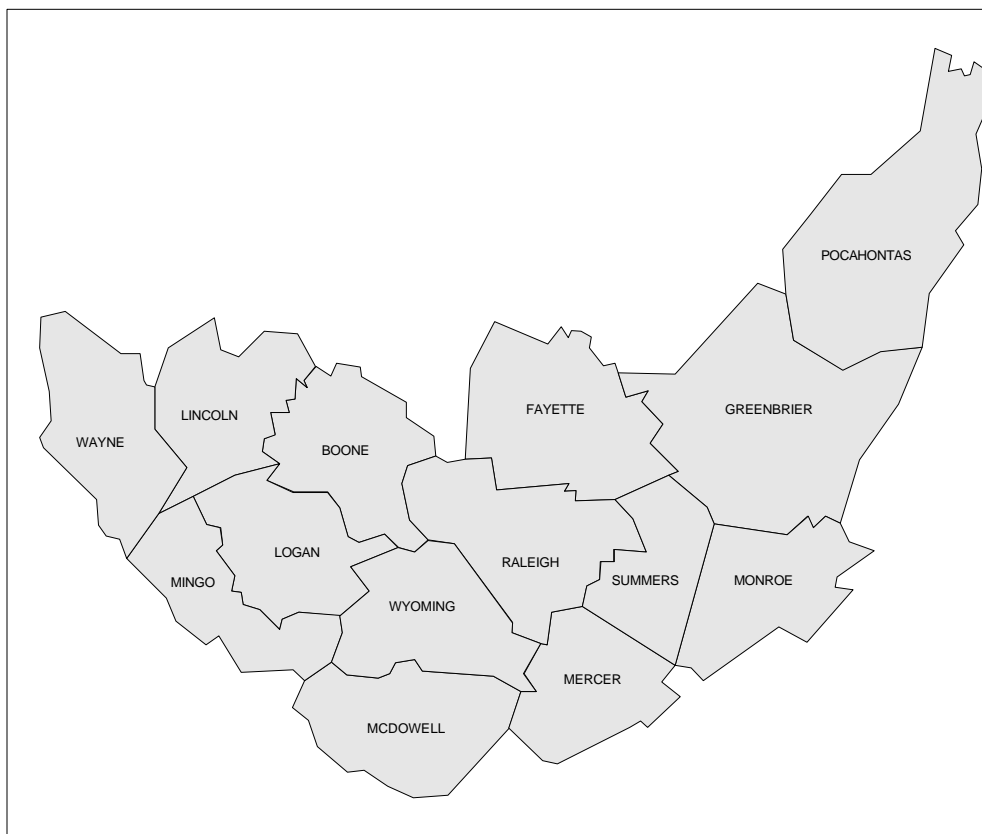 POCAHONTAS
GREENBRIER
FAYETTE
LINCOLN
WAYNE
BOONE
LOGAN
RALEIGH
MINGO
SUMMERS
MONROE
WYOMING
MERCER
MCDOWELL